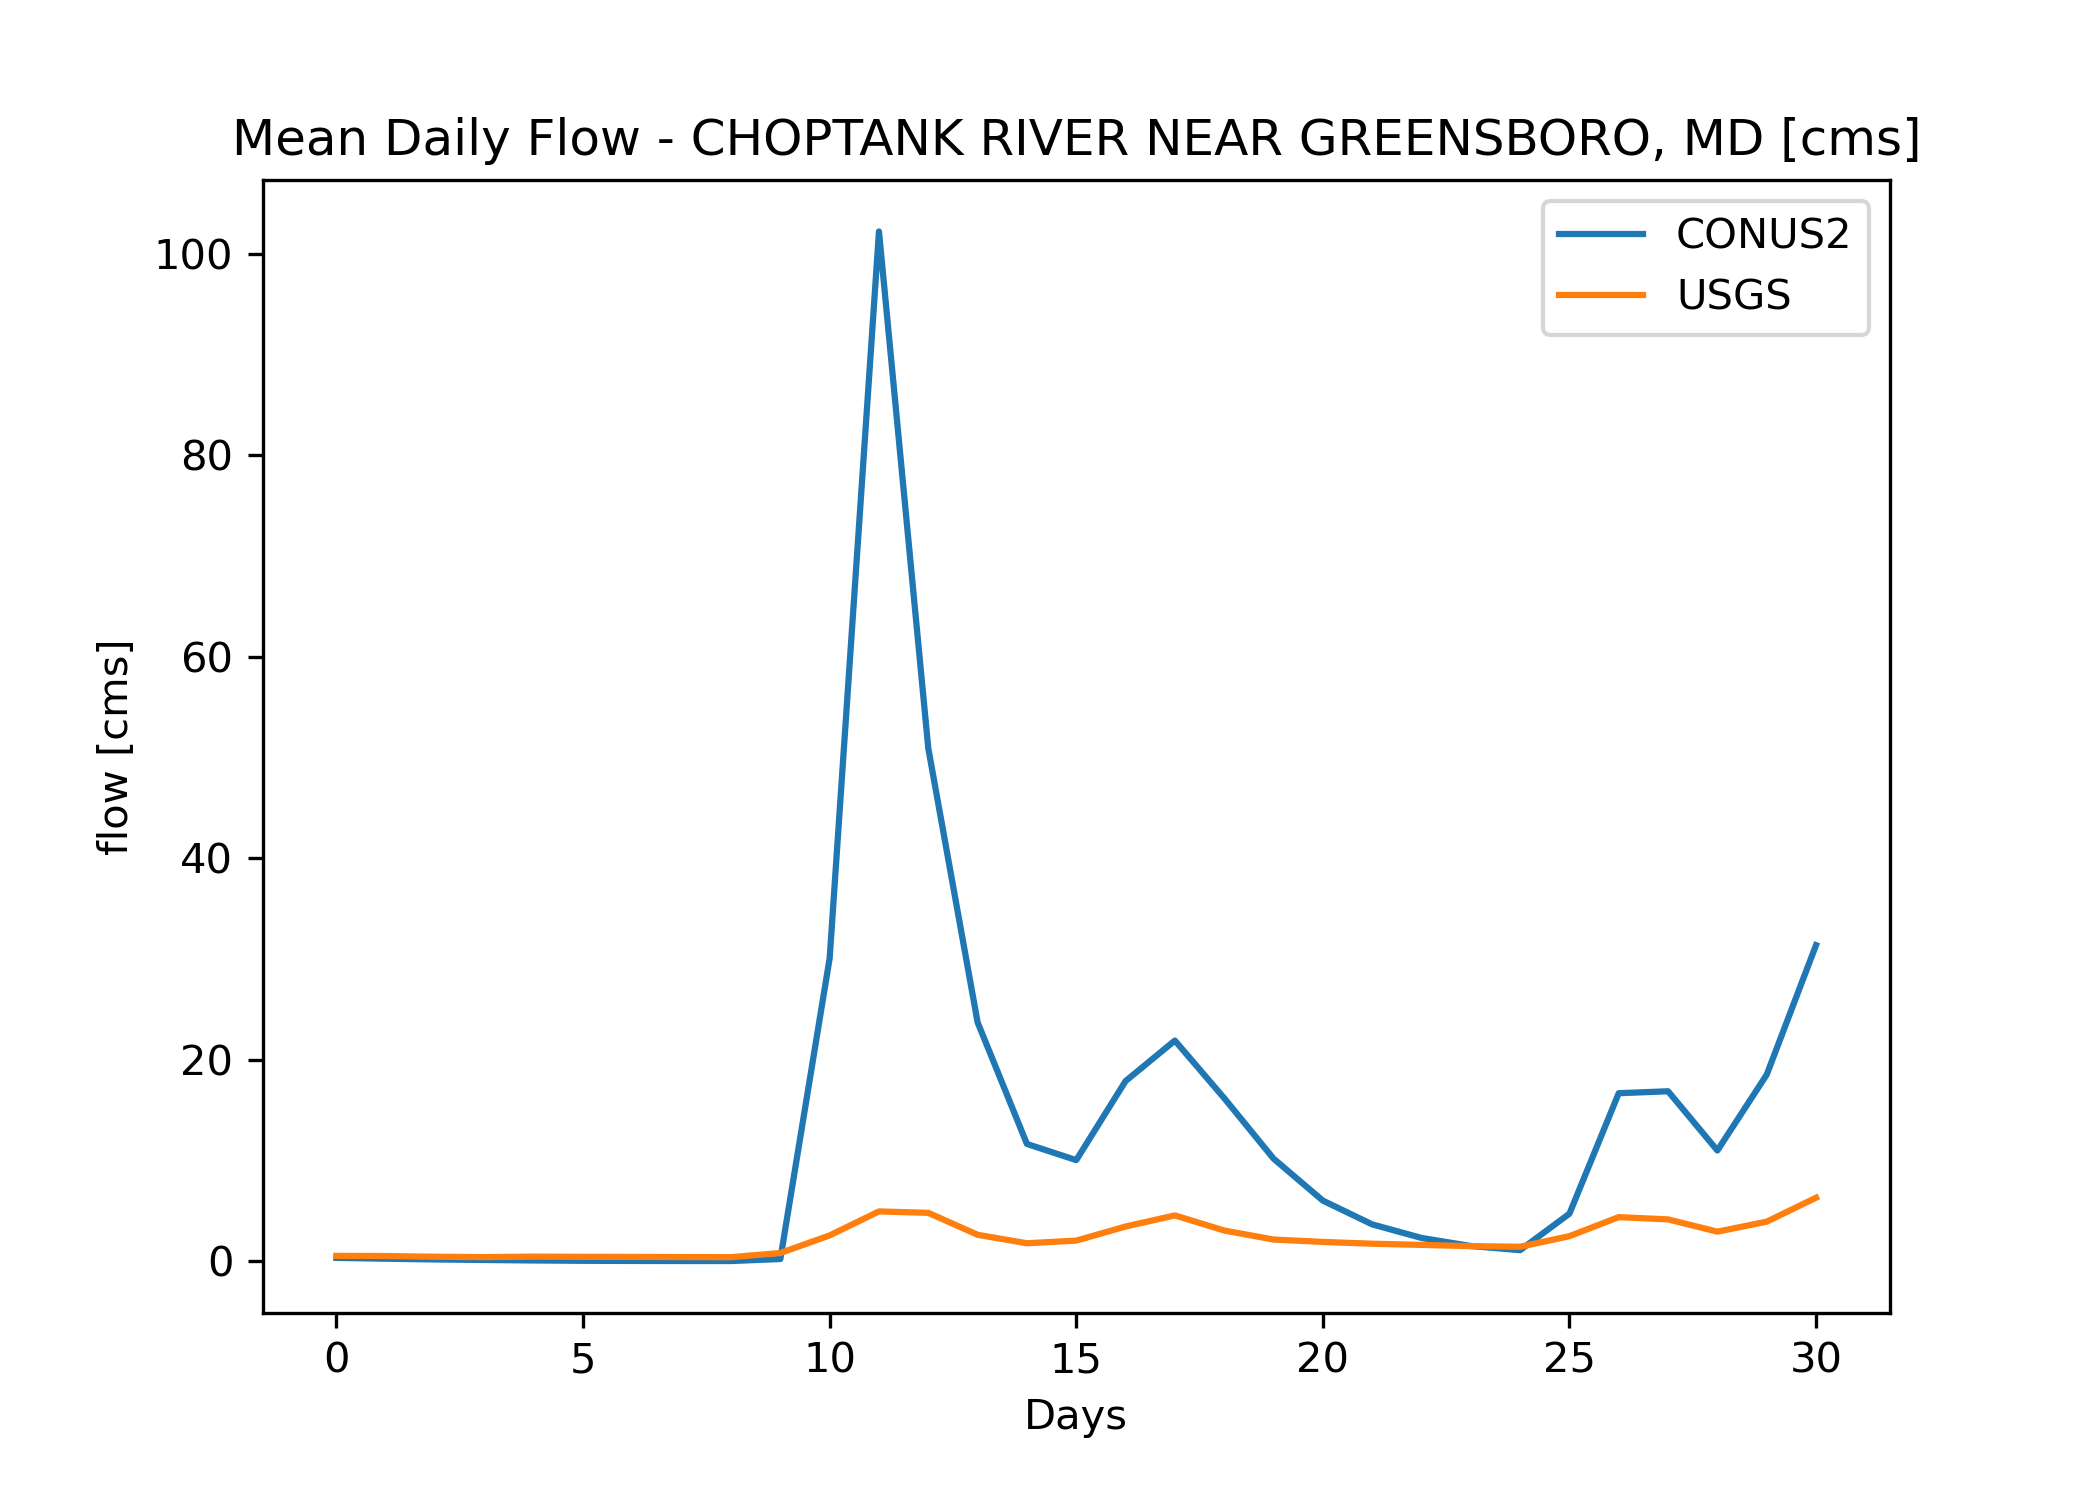 Mean Daily Flow - CHOPTANK RIVER NEAR GREENSBORO, MD [cms]
CONUS2
USGS
flow [cms]
100
80
60
40
20
0
0 5 10 15 20 25 30
Days